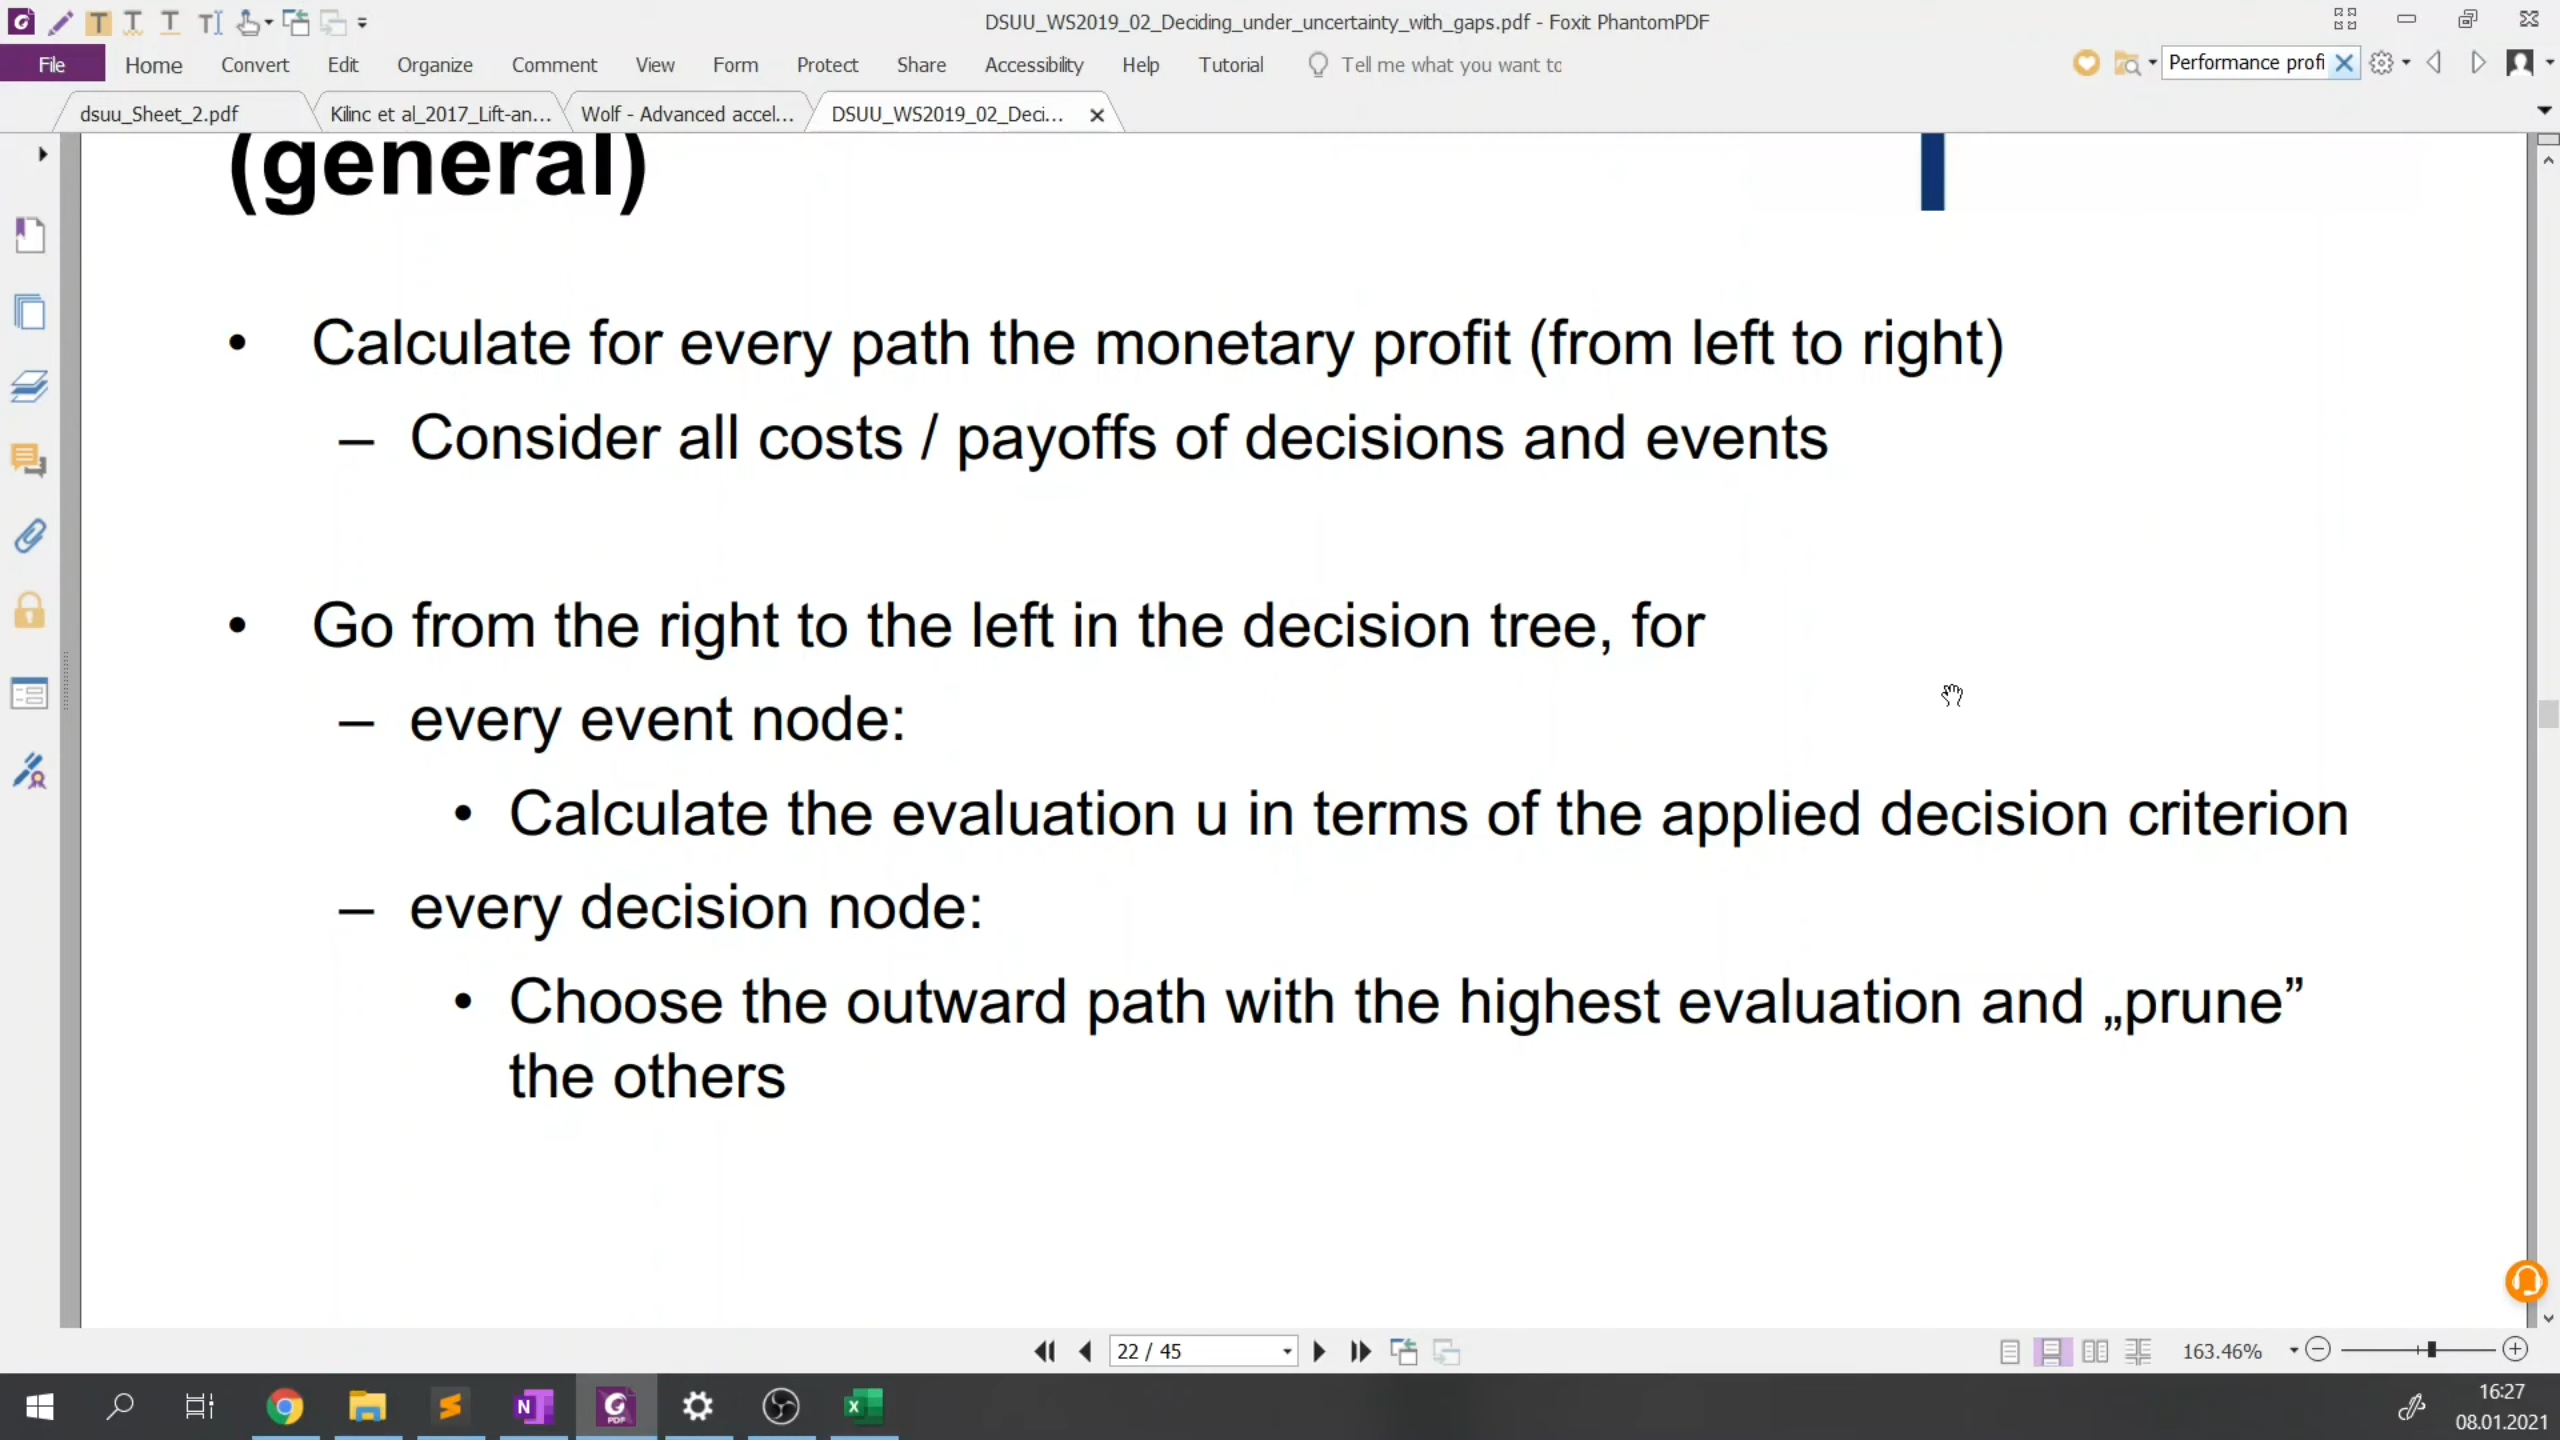 DSUU_WS2019_02_Deciding_under_uncertainty_with_gaps.pdf - Foxit PhantomPDF
File Home Convert Edit Organize Comment View Form Protect Share Accessibility Help Tutorial Tell me what you want to Performance profi
dsuu_Sheet_2.pdf Kilinc et al_2017_Lift-an... Wolf - Advanced accel... DSUU_WS2019_02_Deci...
(general)
• Calculate for every path the monetary profit (from left to right)
– Consider all costs / payoffs of decisions and events
• Go from the right to the left in the decision tree, for
– every event node:
• Calculate the evaluation u in terms of the applied decision criterion
– every decision node:
• Choose the outward path with the highest evaluation and „prune”
the others
22 / 45 163.46%
16:27
08.01.2021